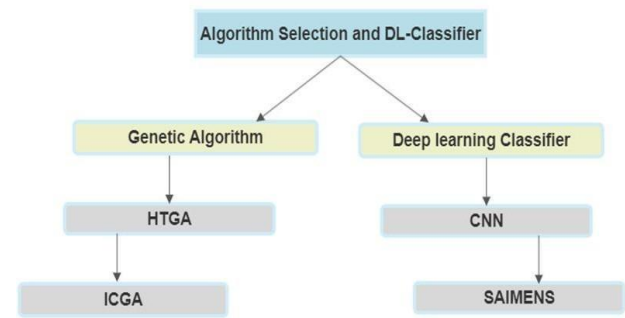 Algorithm Selection and DL-Classifier
Genetic Algorithm
Deep learning Classifier
HTGA
CNN
ICGA
SAIMENS